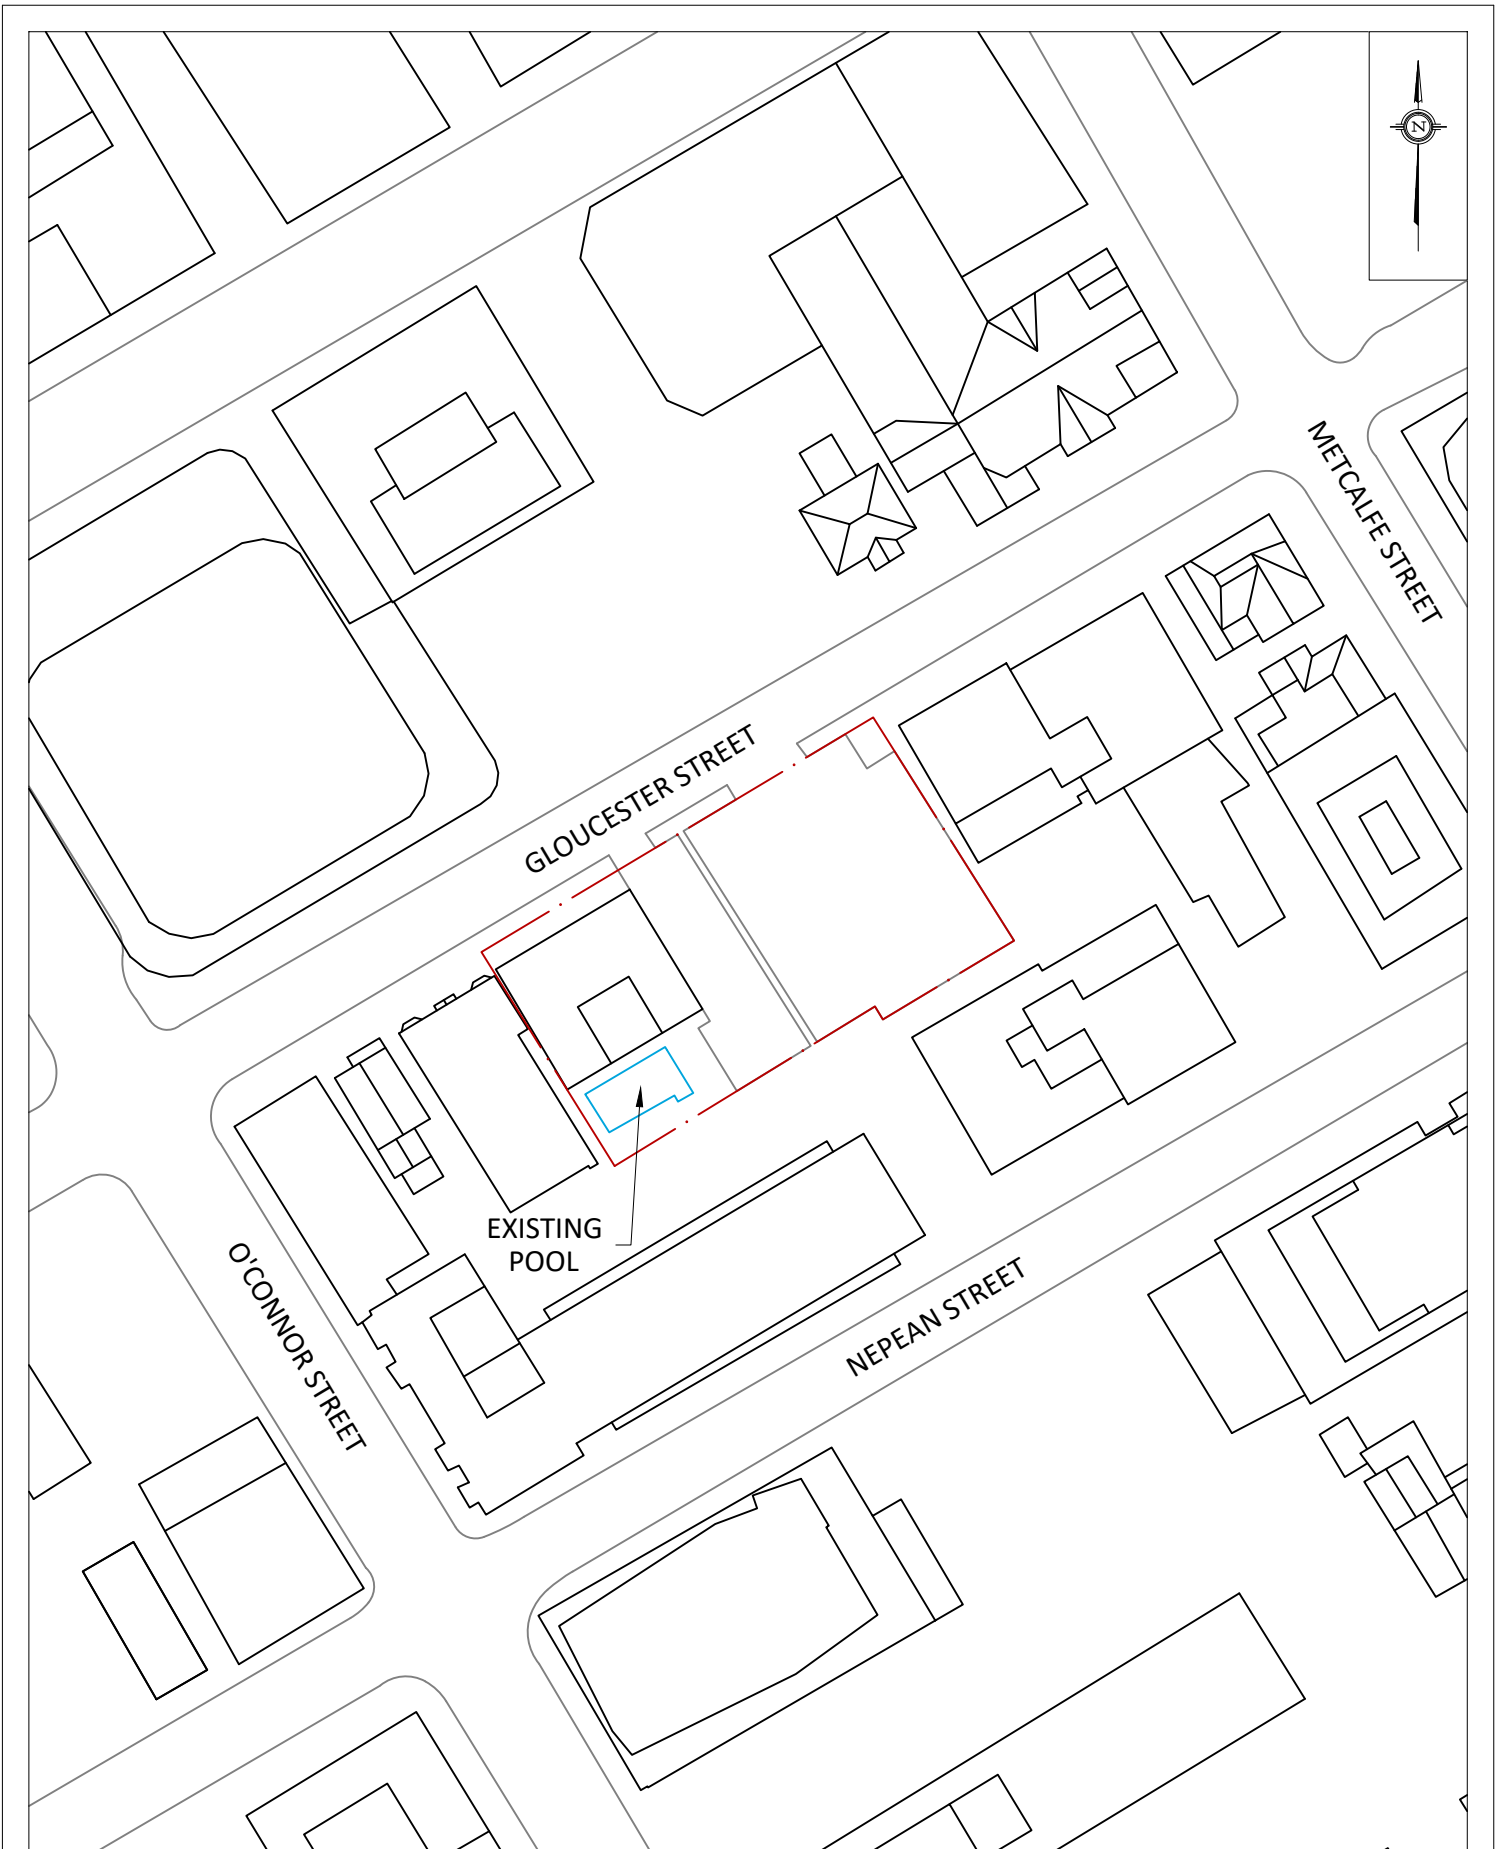 N
METCALFE STREET
GLOUCESTER STREET
EXISTING
POOL
O'CONNOR STREET
NEPEAN STREET